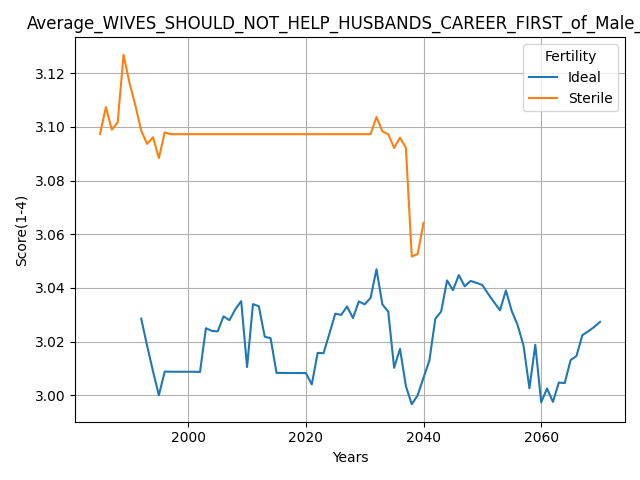 Average_WIVES_SHOULD_NOT_HELP_HUSBANDS_CAREER_FIRST_of_Male_
Fertility
Ideal
Sterile
Score(1-4)
3.12
3.10
3.08
3.06
3.04
3.02
3.00
2000
2020
2040
2060
Years